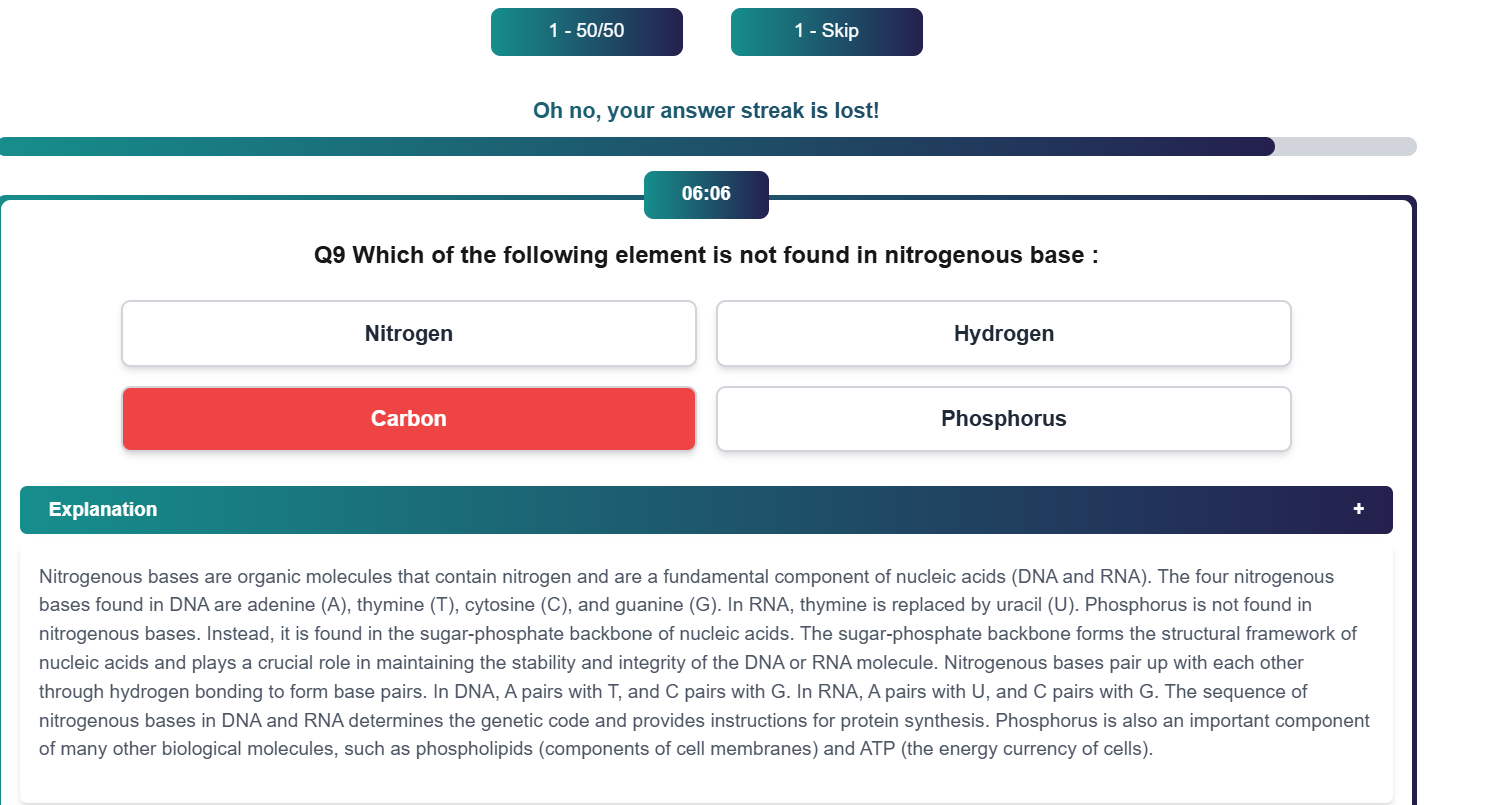 1 - 50/50
1 - Skip
Oh no, your answer streak is lost!
06:06
Q9 Which of the following element is not found in nitrogenous base :
Nitrogen
Hydrogen
Carbon
Phosphorus
Explanation
+
Nitrogenous bases are organic molecules that contain nitrogen and are a fundamental component of nucleic acids (DNA and RNA). The four nitrogenous
bases found in DNA are adenine (A), thymine (T), cytosine (C), and guanine (G). In RNA, thymine is replaced by uracil (U). Phosphorus is not found in
nitrogenous bases. Instead, it is found in the sugar-phosphate backbone of nucleic acids. The sugar-phosphate backbone forms the structural framework of
nucleic acids and plays a crucial role in maintaining the stability and integrity of the DNA or RNA molecule. Nitrogenous bases pair up with each other
through hydrogen bonding to form base pairs. In DNA, A pairs with T, and C pairs with G. In RNA, A pairs with U, and C pairs with G. The sequence of
nitrogenous bases in DNA and RNA determines the genetic code and provides instructions for protein synthesis. Phosphorus is also an important component
of many other biological molecules, such as phospholipids (components of cell membranes) and ATP (the energy currency of cells).